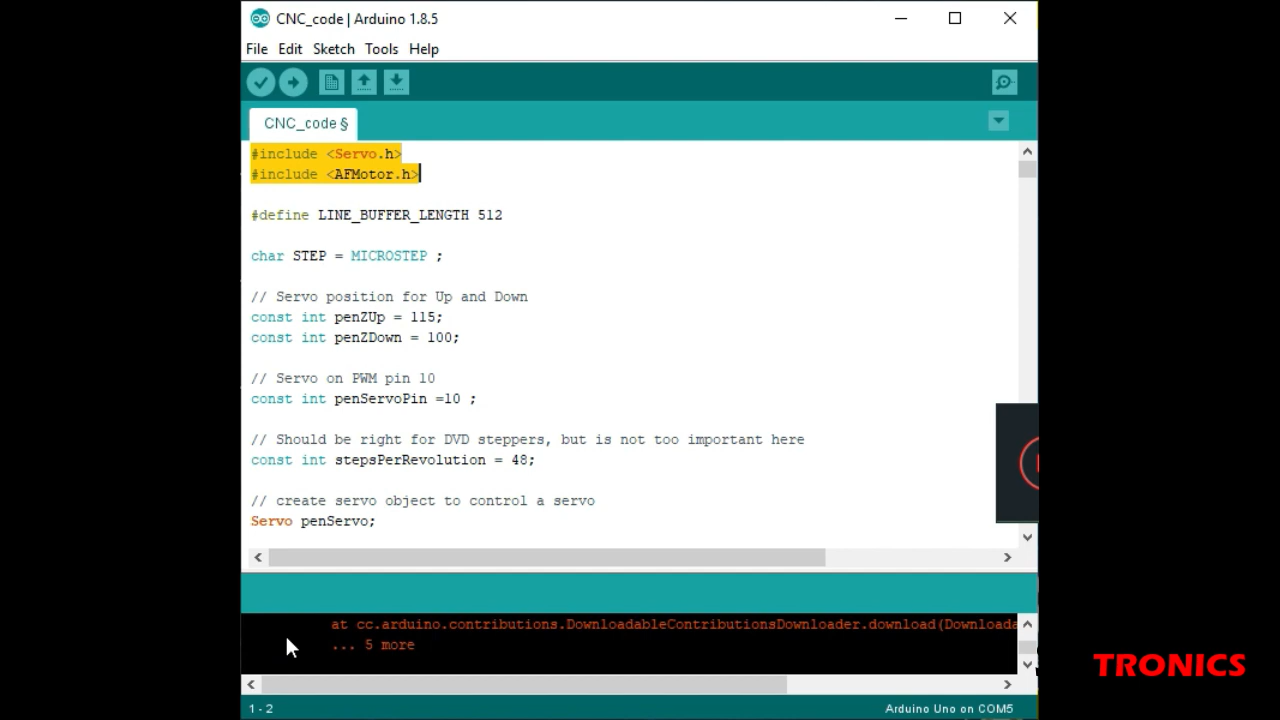 CNC_code | Arduino 1.8.5
File Edit Sketch Tools Help
CNC_code §
#include <Servo.h>
#include <AFMotor.h>
#define LINE_BUFFER_LENGTH 512
char STEP = MICROSTEP ;
// Servo position for Up and Down
const int penZUp = 115;
const int penZDown = 100;
// Servo on PWM pin 10
const int penServoPin =10 ;
// Should be right for DVD steppers, but is not too important here
const int stepsPerRevolution = 48;
// create servo object to control a servo
Servo penServo;
at cc.arduino.contributions.DownloadableContributionsDownloader.download(Downloada
... 5 more
1 - 2
Arduino Uno on COM5
TRONICS